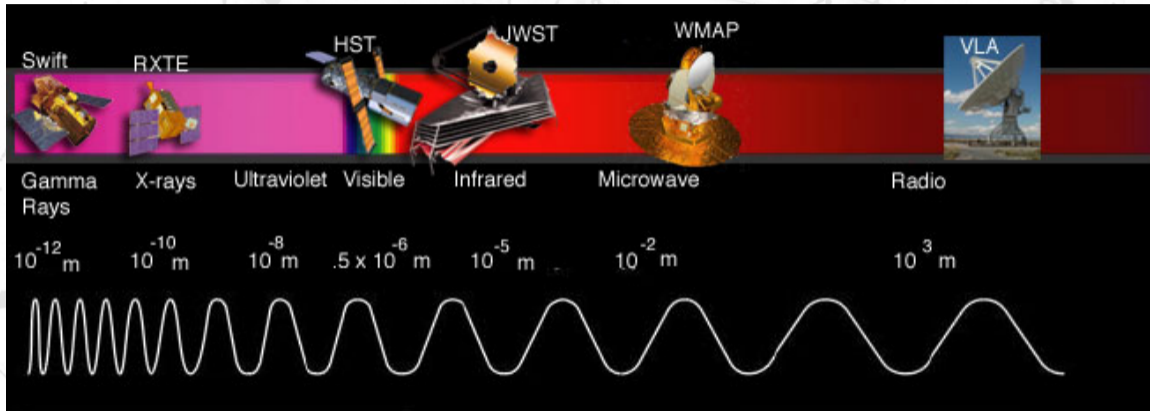 Swift
RXTE
HST
JWST
WMAP
VLA
Gamma
Rays
X-rays
Ultraviolet
Visible
Infrared
Microwave
Radio
10^-12 m
10^-10 m
10^-8 m
.5 x 10^-6 m
10^-5 m
10^-2 m
10^3 m